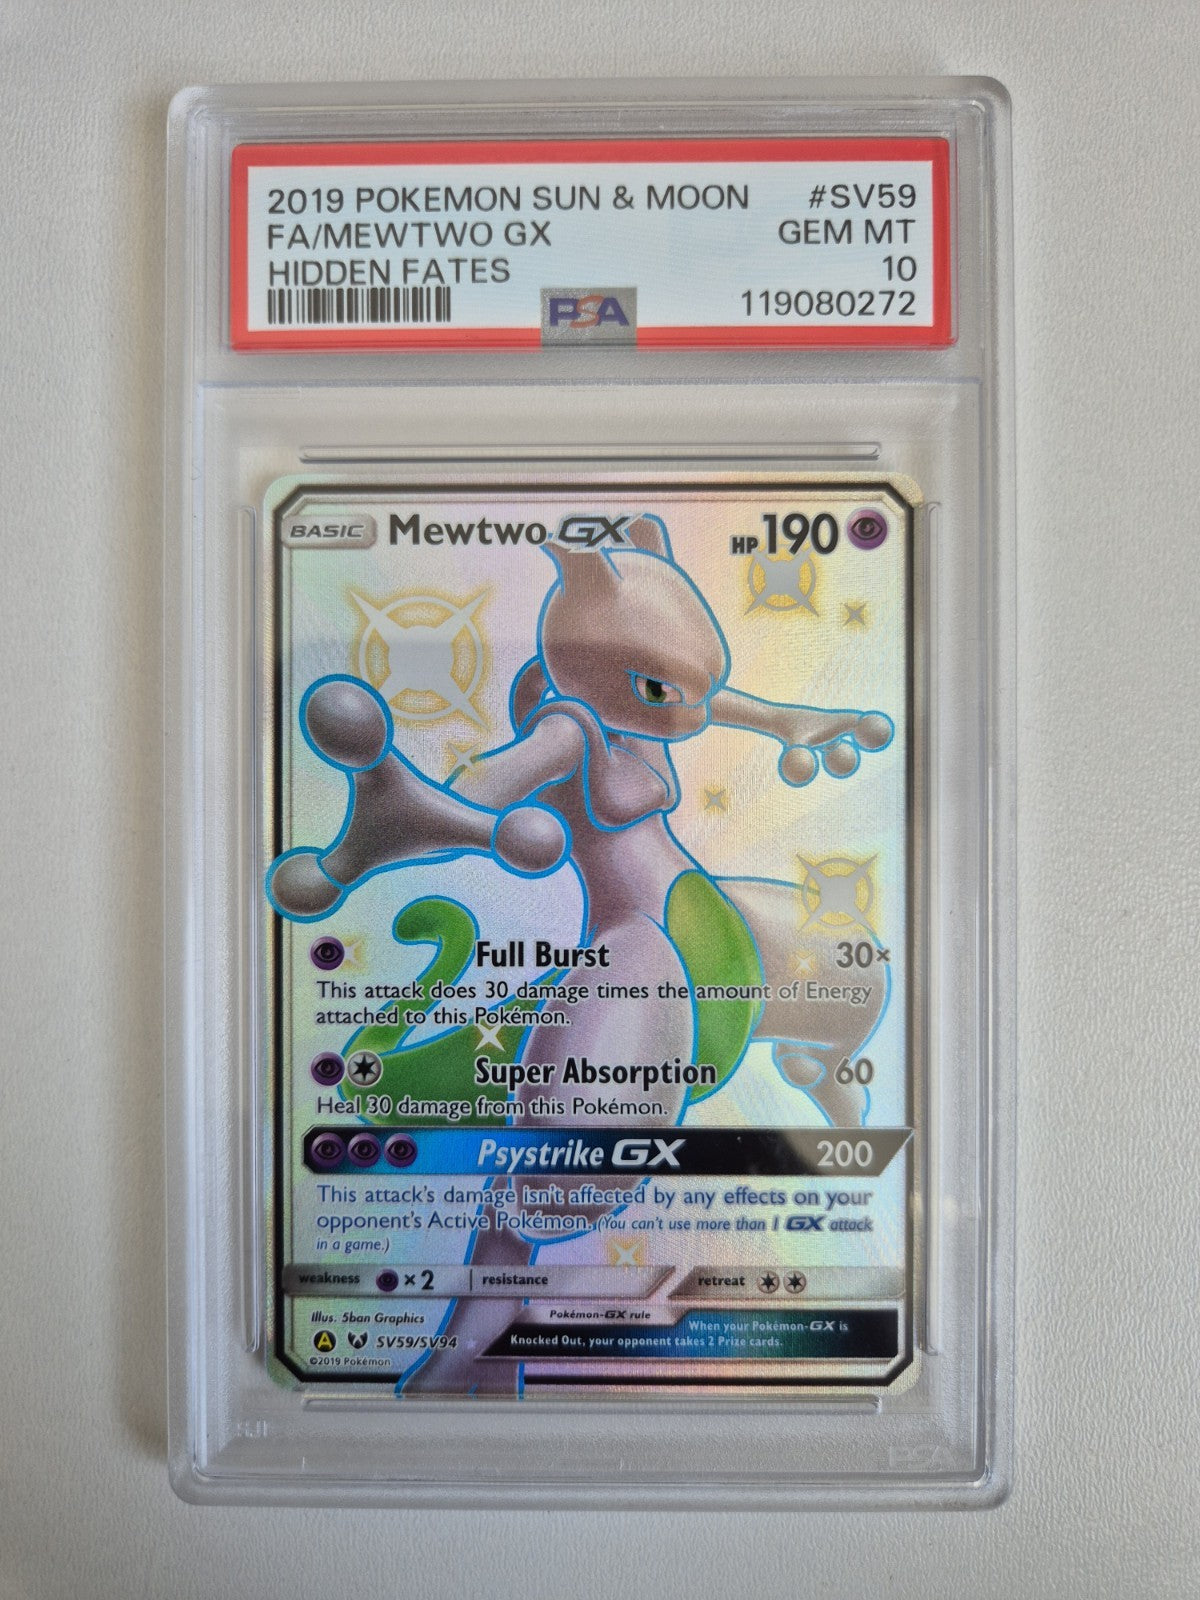 2019 POKEMON SUN & MOON #SV59
FA/MEWTWO GX GEM MT
HIDDEN FATES 10
PSA 119080272
BASIC Mewtwo GX HP 190
Full Burst 30×
This attack does 30 damage times the amount of Energy
attached to this Pokémon.
Super Absorption 60
Heal 30 damage from this Pokémon.
Psystrike GX 200
This attack's damage isn't affected by any effects on your
opponent's Active Pokémon. (You can't use more than 1 GX attack
in a game.)
weakness × 2 resistance retreat
Illus. 5ban Graphics
Pokémon-GX rule
When your Pokémon-GX is
Knocked Out, your opponent takes 2 Prize cards.
A SV59/SV94
©2019 Pokémon
PSA